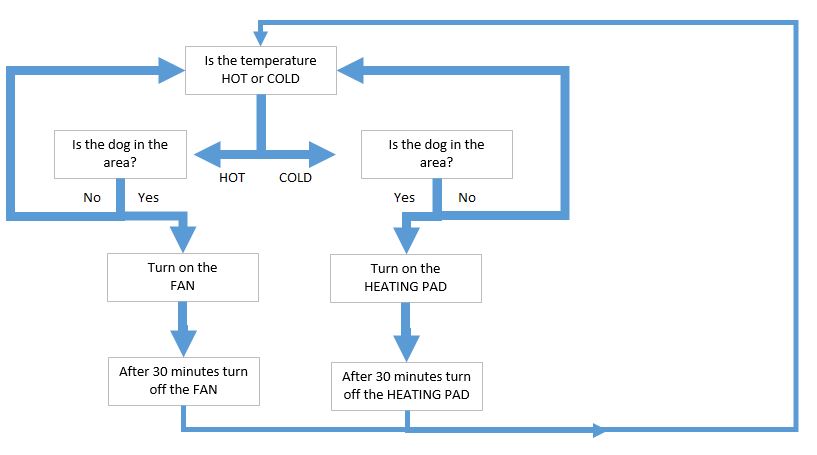 Is the temperature
HOT or COLD
Is the dog in the
area?
Is the dog in the
area?
HOT
COLD
No
Yes
Yes
No
Turn on the
FAN
Turn on the
HEATING PAD
After 30 minutes turn
off the FAN
After 30 minutes turn
off the HEATING PAD